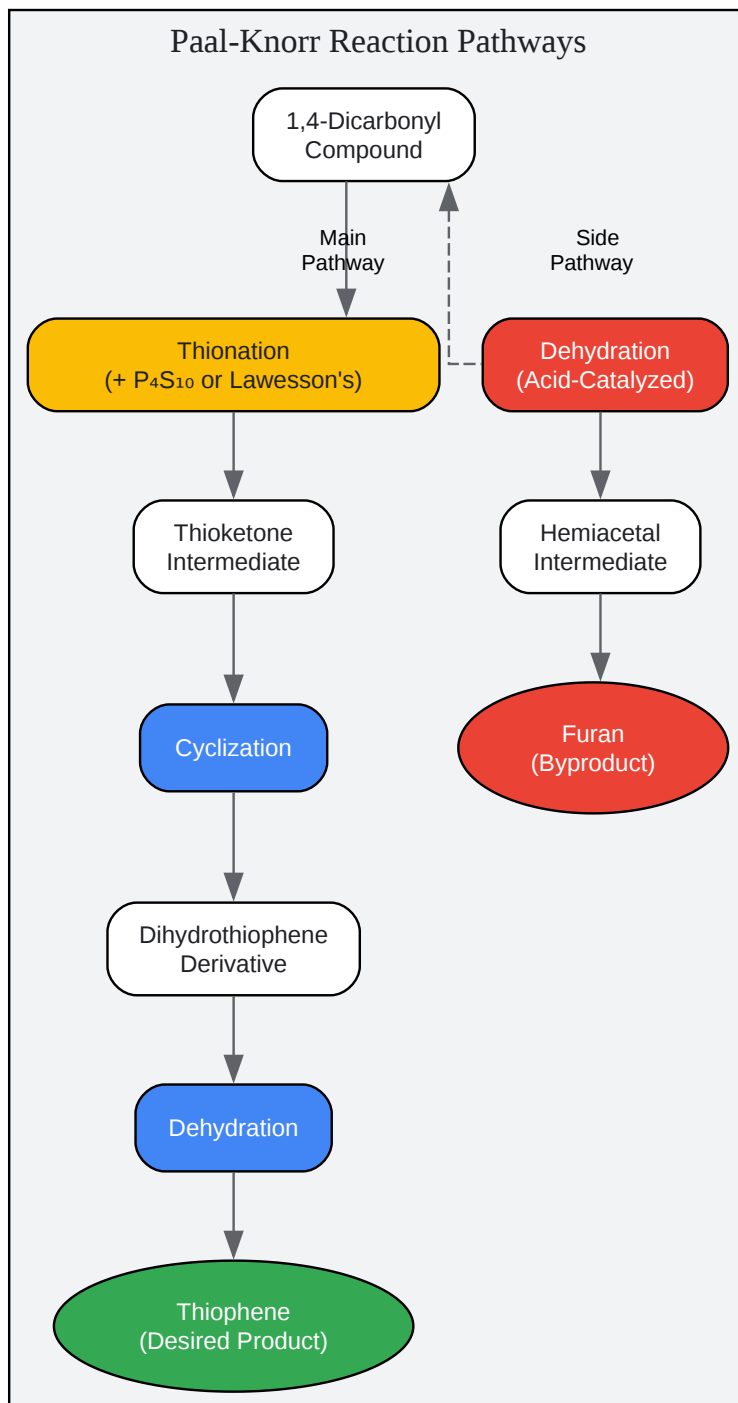 Paal-Knorr Reaction Pathways
1,4-Dicarbonyl
Compound
Main
Pathway
Side
Pathway
Thionation
(+ P₄S₁₀ or Lawesson's)
Dehydration
(Acid-Catalyzed)
Thioketone
Intermediate
Hemiacetal
Intermediate
Cyclization
Furan
(Byproduct)
Dihydrothiophene
Derivative
Dehydration
Thiophene
(Desired Product)